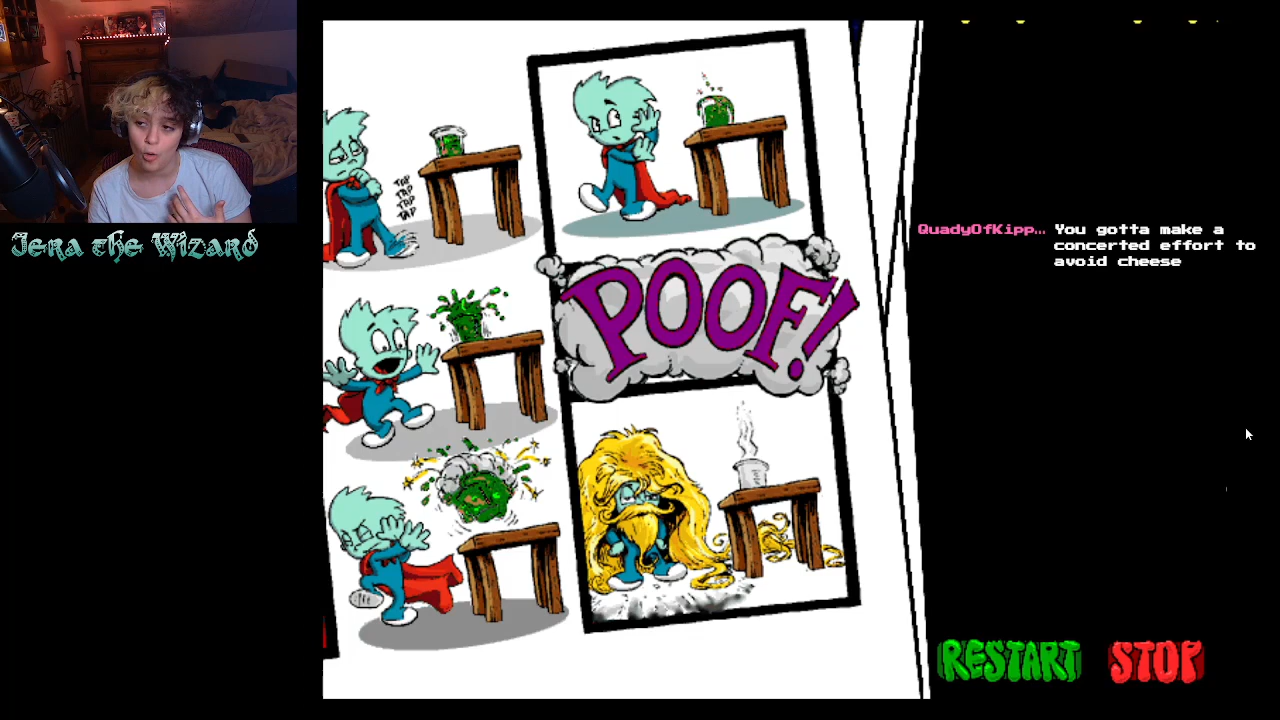 Jera the Wizard
TAP
TAP
TAP
TAP
POOF!
QuadyOfKipp... You gotta make a
concerted effort to
avoid cheese
RESTART STOP